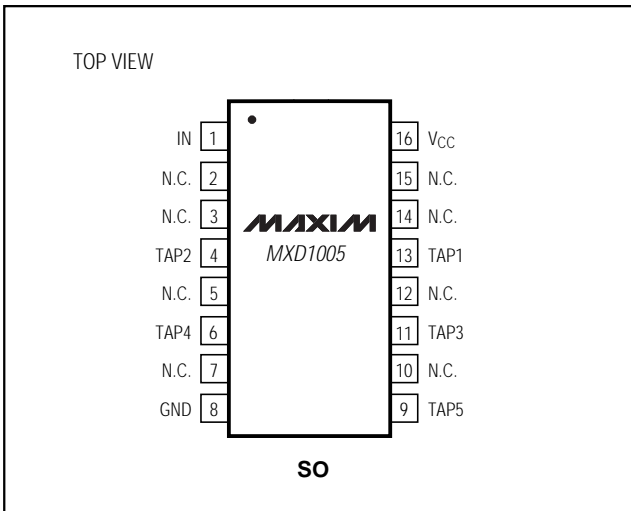 TOP VIEW
IN 1 16 VCC
N.C. 2 15 N.C.
N.C. 3 14 N.C.
MAXIM
TAP2 4 MXD1005 13 TAP1
N.C. 5 12 N.C.
TAP4 6 11 TAP3
N.C. 7 10 N.C.
GND 8 9 TAP5
SO